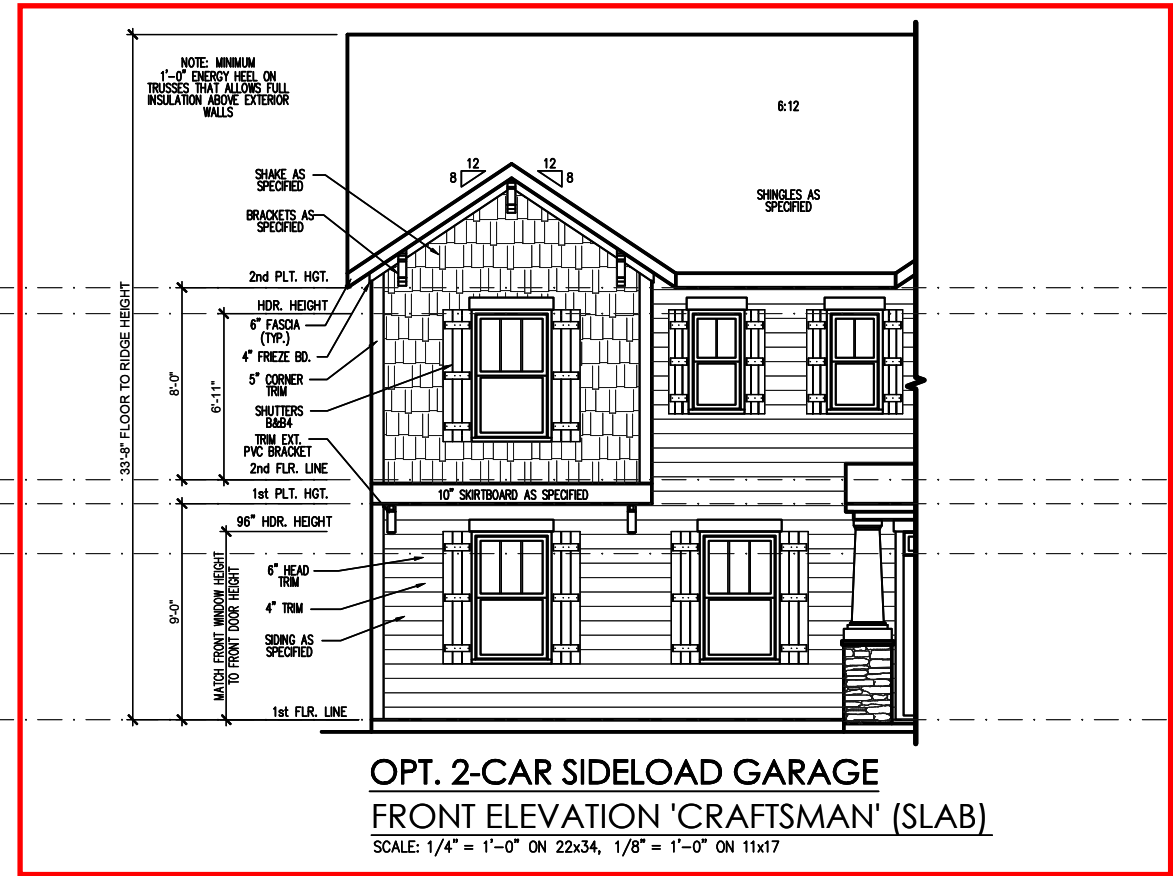 NOTE: MINIMUM
1'-0" ENERGY HEEL ON
TRUSSES THAT ALLOWS FULL
INSULATION ABOVE EXTERIOR
WALLS
6:12
12
8
12
8
SHAKE AS
SPECIFIED
SHINGLES AS
SPECIFIED
BRACKETS AS
SPECIFIED
2nd PLT. HGT.
HDR. HEIGHT
6" FASCIA
(TYP.)
4" FRIEZE BD.
5" CORNER
TRIM
SHUTTERS
B&B4
TRIM EXT.
PVC BRACKET
2nd FLR. LINE
1st PLT. HGT.
10" SKIRTBOARD AS SPECIFIED
96" HDR. HEIGHT
6" HEAD
TRIM
4" TRIM
SIDING AS
SPECIFIED
1st FLR. LINE
33'-8" FLOOR TO RIDGE HEIGHT
8'-0"
6'-11"
9'-0"
MATCH FRONT WINDOW HEIGHT
TO FRONT DOOR HEIGHT
OPT. 2-CAR SIDELOAD GARAGE
FRONT ELEVATION 'CRAFTSMAN' (SLAB)
SCALE: 1/4" = 1'-0" ON 22x34, 1/8" = 1'-0" ON 11x17